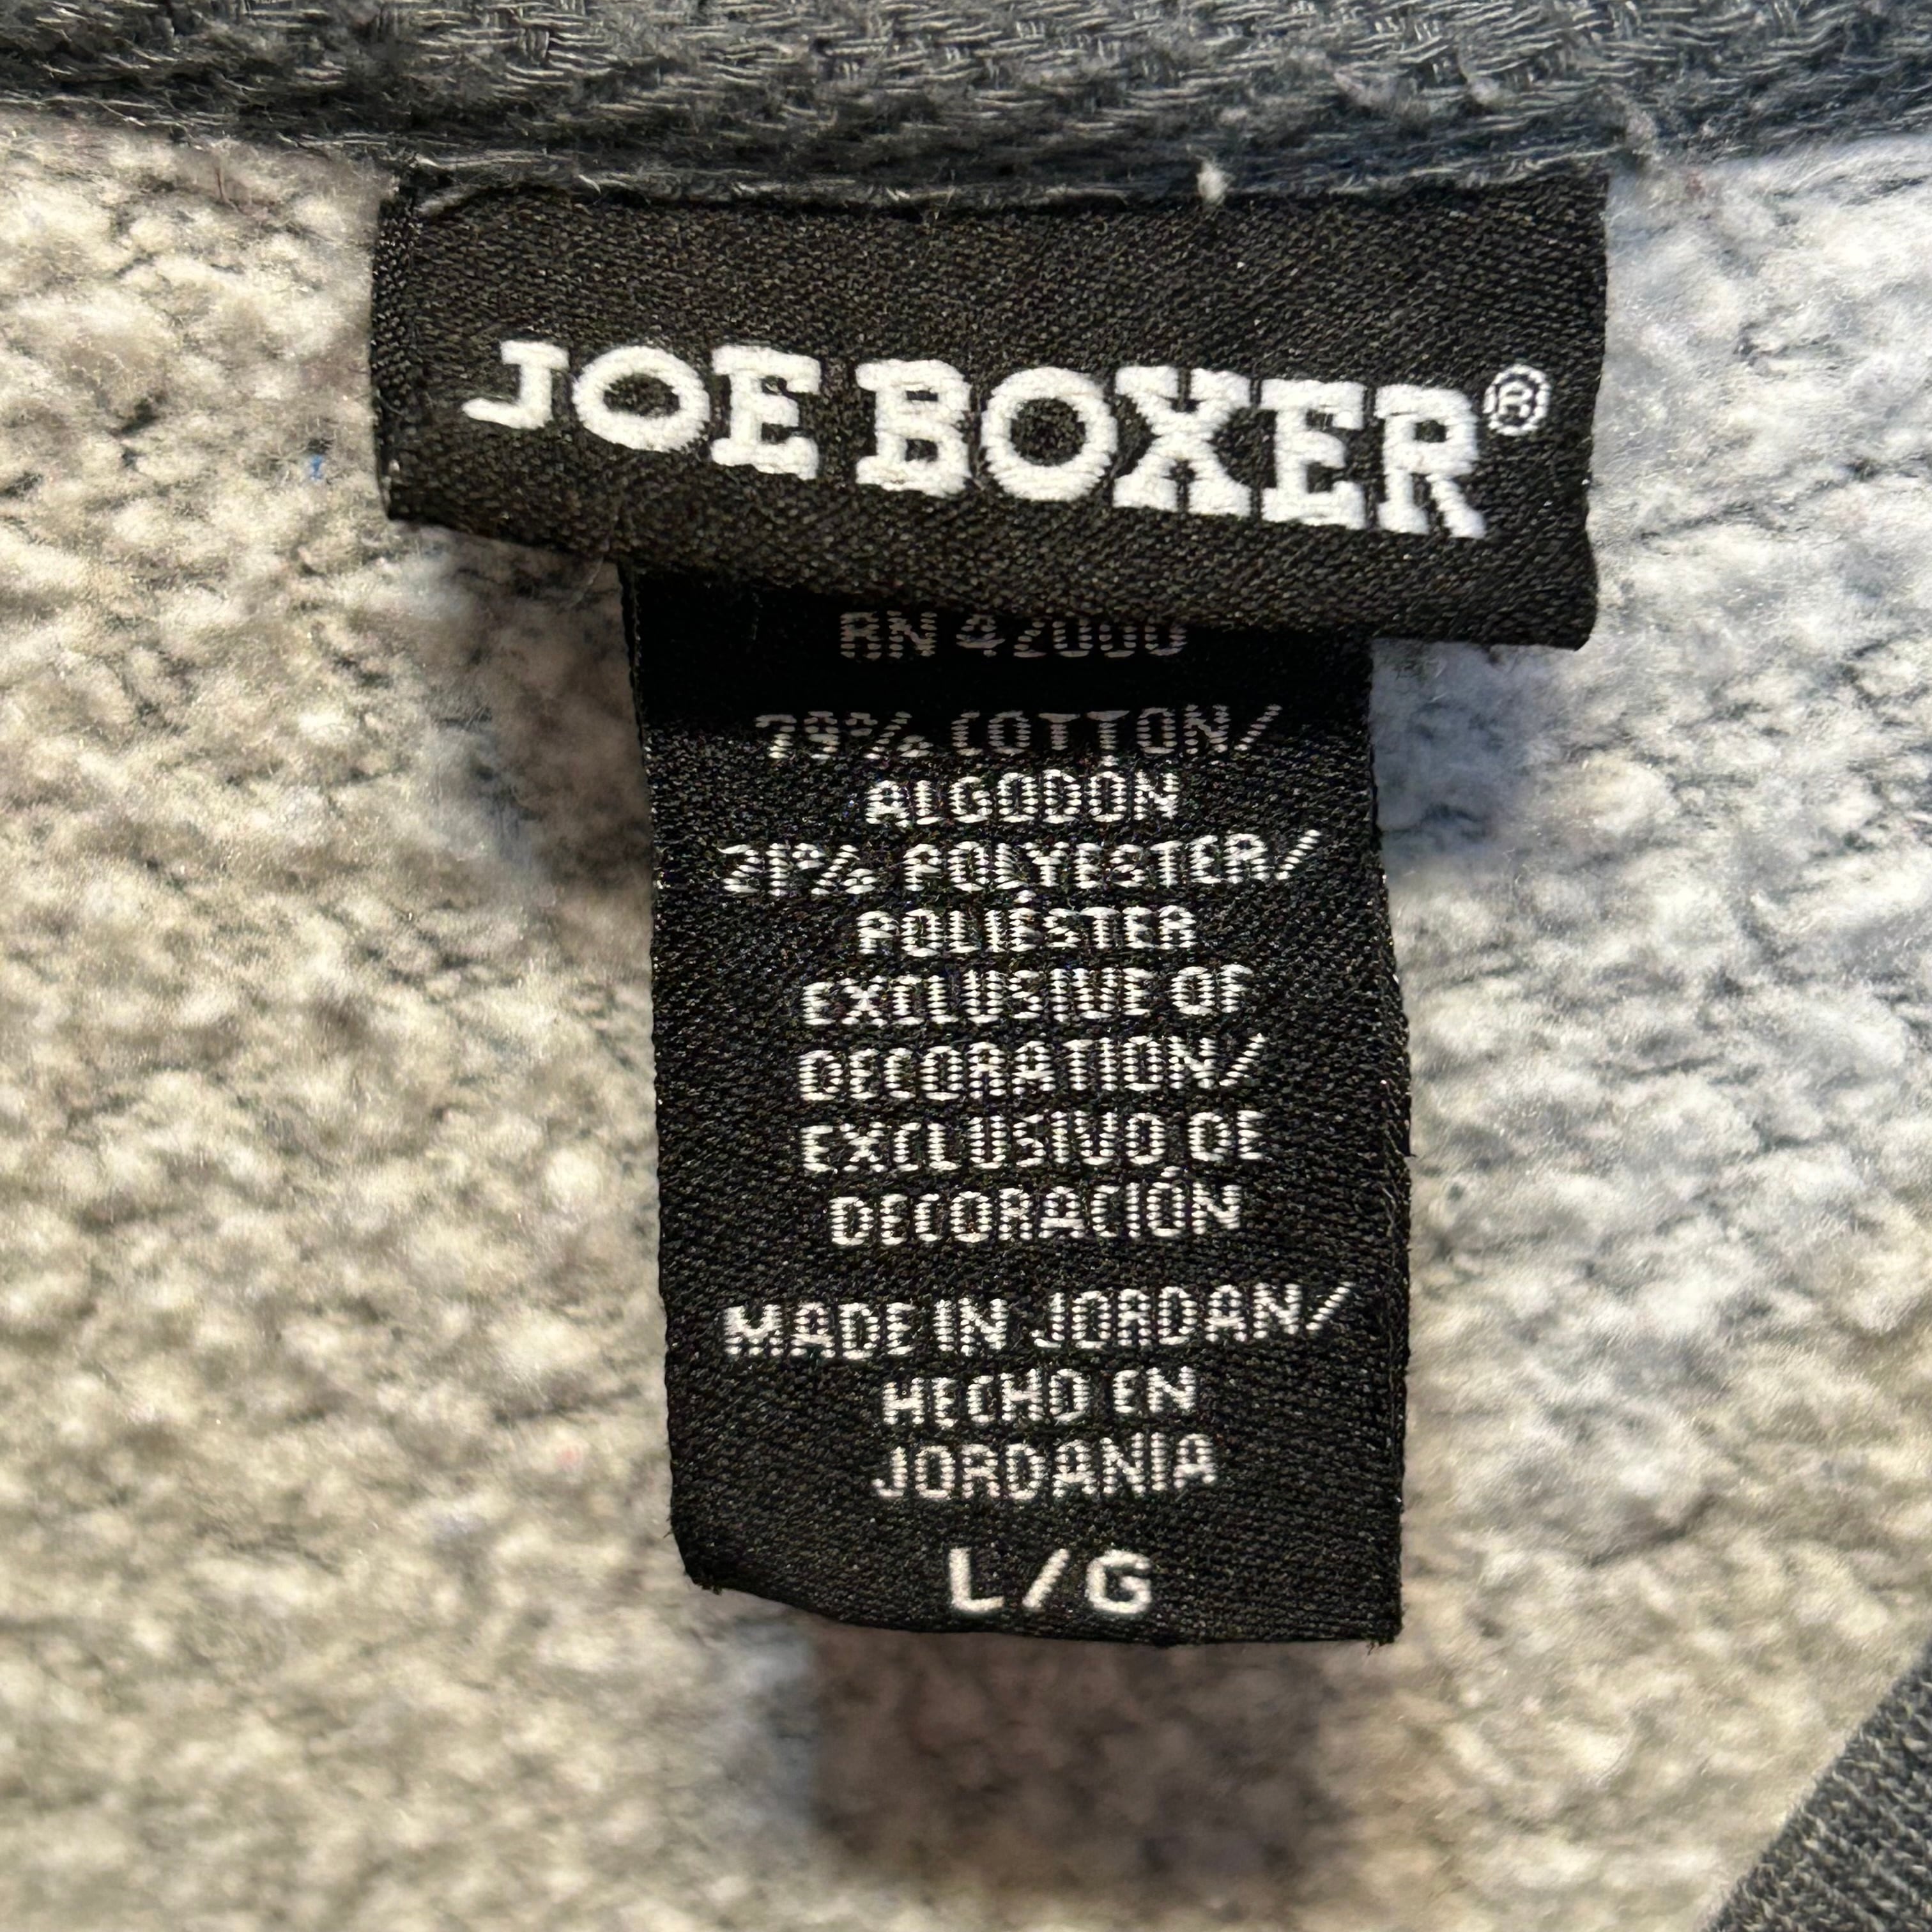 JOE BOXER®
RN 42000
79% COTTON/
ALGODÓN
21% POLYESTER/
POLIÉSTER
EXCLUSIVE OF
DECORATION/
EXCLUSIVO DE
DECORACIÓN
MADE IN JORDAN/
HECHO EN
JORDANIA
L/G